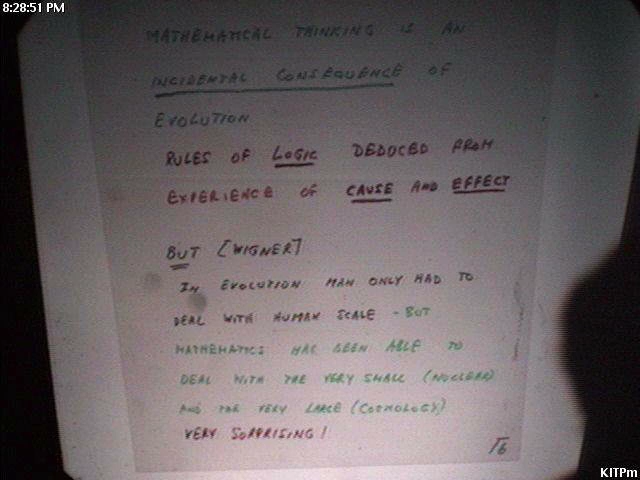 8:28:51 PM
MATHEMATICAL THINKING IS AN
INCIDENTAL CONSEQUENCE OF
EVOLUTION
RULES OF LOGIC DEDUCED FROM
EXPERIENCE OF CAUSE AND EFFECT
BUT [WIGNER]
IN EVOLUTION MAN ONLY HAD TO
DEAL WITH HUMAN SCALE - BUT
MATHEMATICS HAS BEEN ABLE TO
DEAL WITH THE VERY SMALL (NUCLEAR)
AND THE VERY LARGE (COSMOLOGY)
VERY SURPRISING!
16
KITPm